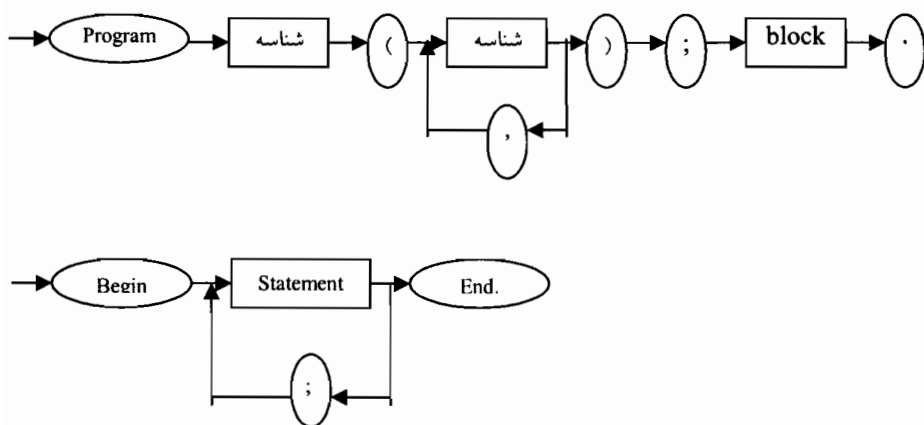 Program شناسه ( شناسه ) ; block .
,
Begin Statement End.
;